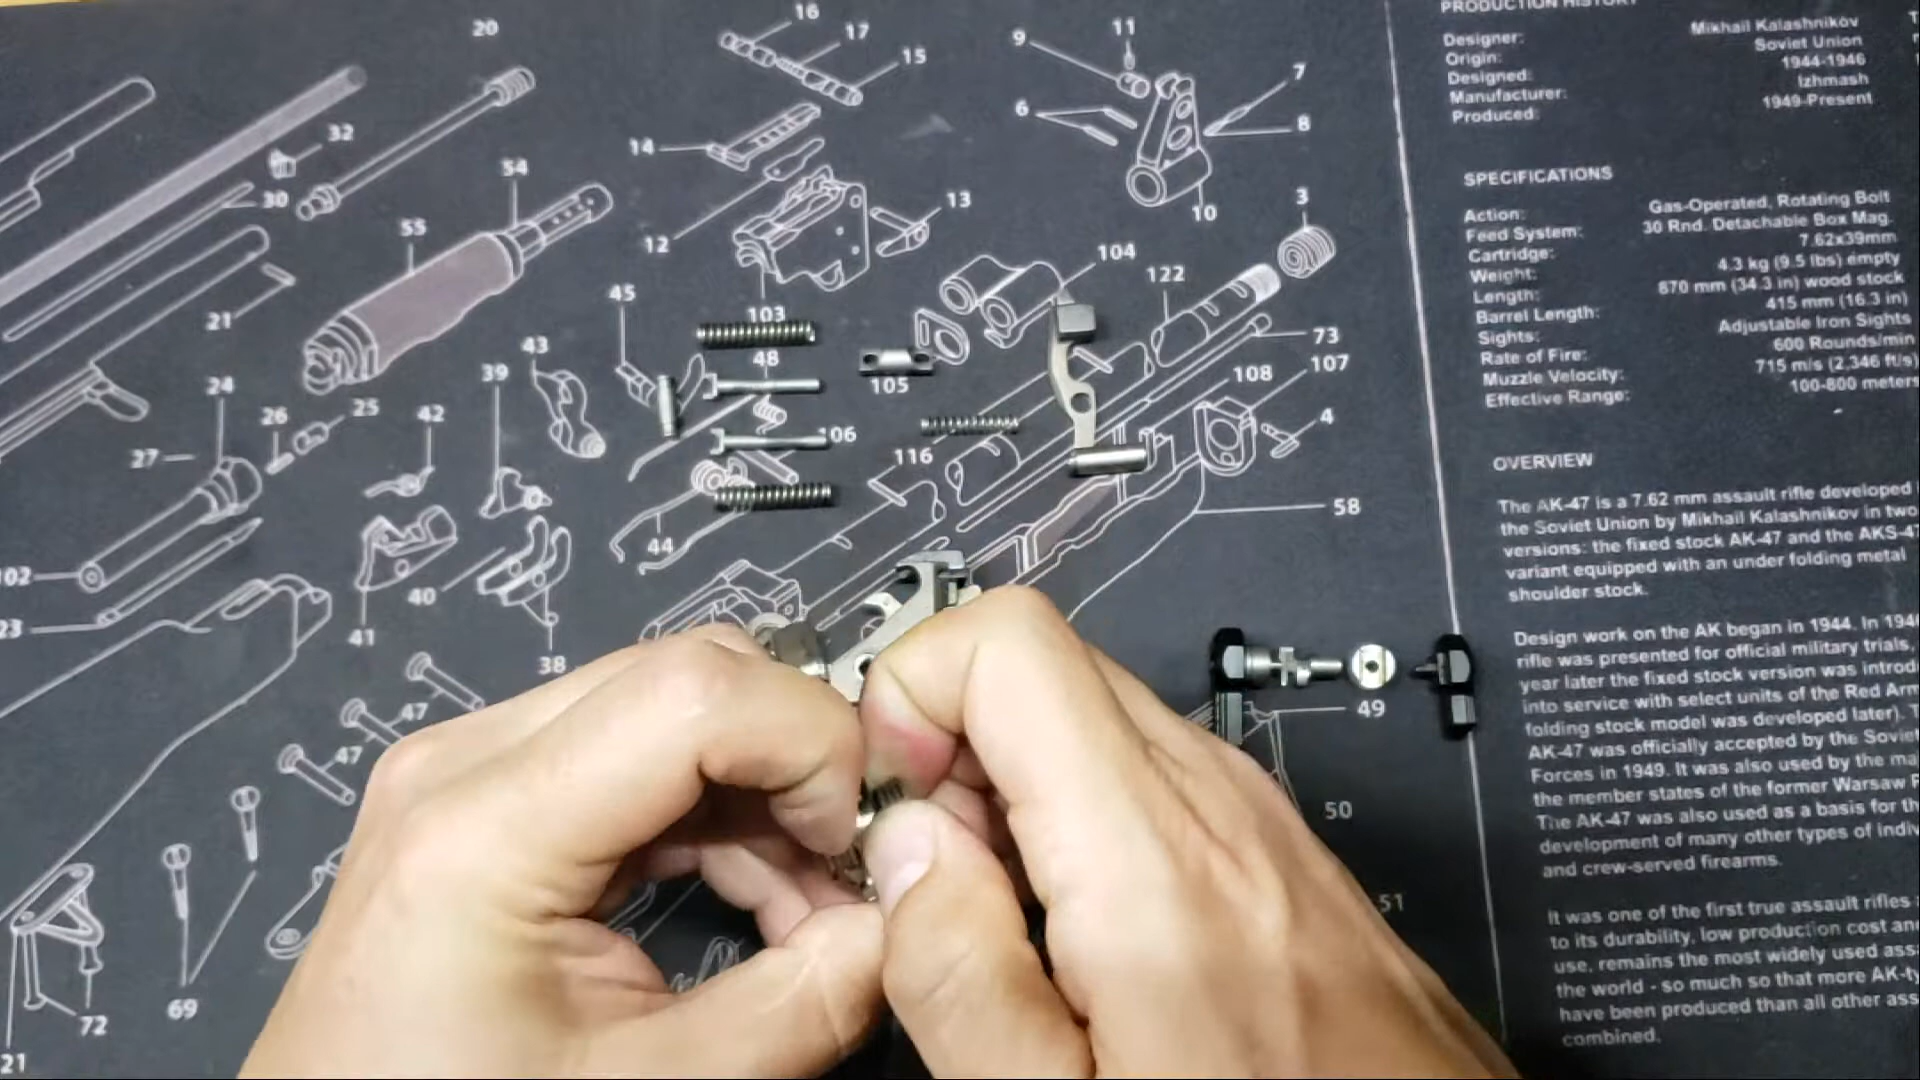 20
16
17
15
9
11
7
6
8
14
32
30
54
13
12
10
3
55
104
122
21
45
103
73
43
48
105
107
108
24
39
26
25
42
4
27
106
116
58
44
102
40
41
23
38
47
49
47
50
51
69
72
21
PRODUCTION HISTORY
Designer: Mikhail Kalashnikov
Origin: Soviet Union
Designed: 1944-1946
Manufacturer: Izhmash
Produced: 1949-Present
SPECIFICATIONS
Action: Gas-Operated, Rotating Bolt
Feed System: 30 Rnd. Detachable Box Mag.
Cartridge: 7.62x39mm
Weight: 4.3 kg (9.5 lbs) empty
Length: 870 mm (34.3 in) wood stock
Barrel Length: 415 mm (16.3 in)
Sights: Adjustable Iron Sights
Rate of Fire: 600 Rounds/min
Muzzle Velocity: 715 m/s (2,346 ft/s)
Effective Range: 100-800 meters
OVERVIEW
The AK-47 is a 7.62 mm assault rifle developed
the Soviet Union by Mikhail Kalashnikov in two
versions: the fixed stock AK-47 and the AKS-47
variant equipped with an under folding metal
shoulder stock.
Design work on the AK began in 1944. In 194
rifle was presented for official military trials,
year later the fixed stock version was introd
into service with select units of the Red Arm
folding stock model was developed later). T
AK-47 was officially accepted by the Soviet
Forces in 1949. It was also used by the ma
the member states of the former Warsaw P
The AK-47 was also used as a basis for th
development of many other types of indiv
and crew-served firearms.
It was one of the first true assault rifles
to its durability, low production cost and
use, remains the most widely used ass
the world - so much so that more AK-ty
have been produced than all other ass
combined.